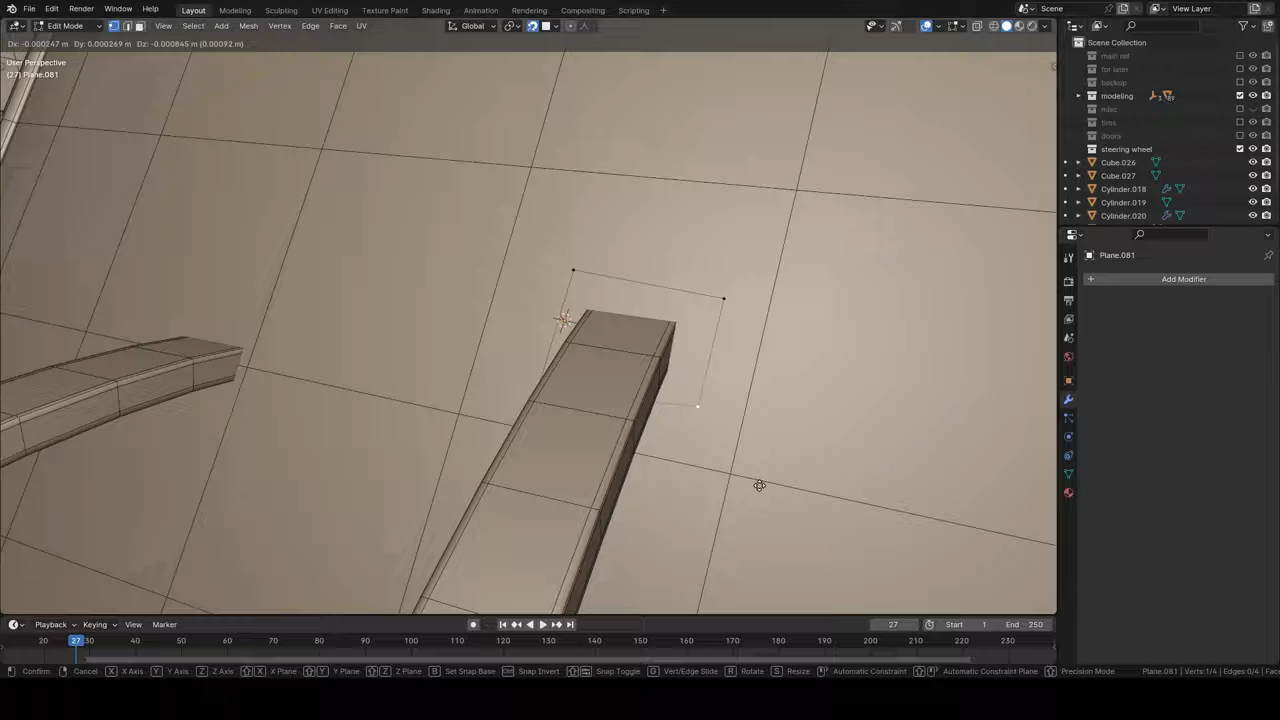 File Edit Render Window Help Layout Modeling Sculpting UV Editing Texture Paint Shading Animation Rendering Compositing Scripting + Scene View Layer
Edit Mode View Select Add Mesh Vertex Edge Face UV Global
Dx: -0.000247 m Dy: 0.000269 m Dz: -0.000845 m (0.00092 m)
User Perspective
(27) Plane.081
Scene Collection
main ref
for later
backup
modeling 3 89
misc
tires
doors
steering wheel
Cube.026
Cube.027
Cylinder.018
Cylinder.019
Cylinder.020
Plane.081
+ Add Modifier
Playback Keying View Marker 27 Start 1 End 250
20 27 30 40 50 60 70 80 90 100 110 120 130 140 150 160 170 180 190 200 210 220 230
Confirm Cancel X X Axis Y Y Axis Z Z Axis X X Plane Y Y Plane Z Z Plane B Set Snap Base Snap Invert Snap Toggle G Vert/Edge Slide R Rotate S Resize Automatic Constraint Automatic Constraint Plane Precision Mode Plane.081 | Verts:1/4 | Edges:0/4 | Face